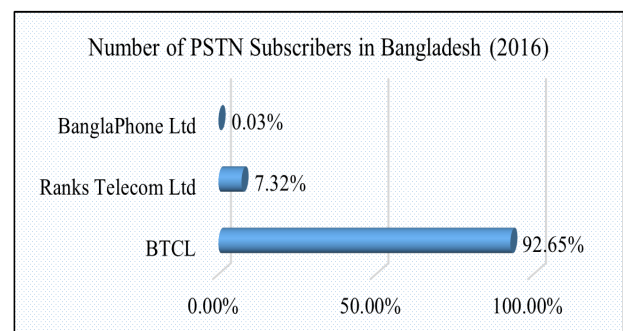 Number of PSTN Subscribers in Bangladesh (2016)
BanglaPhone Ltd 0.03%
Ranks Telecom Ltd 7.32%
BTCL 92.65%
0.00% 50.00% 100.00%